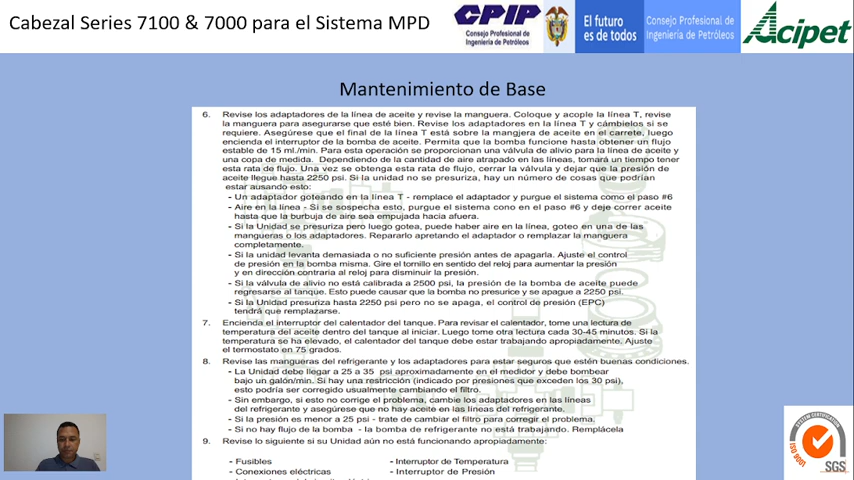 Cabezal Series 7100 & 7000 para el Sistema MPD
CPIP
Consejo Profesional de
Ingeniería de Petróleos
El futuro
es de todos
Consejo Profesional de
Ingeniería de Petróleos
Acipet
Mantenimiento de Base
6. Revise los adaptadores de la línea de aceite y revise la manguera. Coloque y acople la línea T, revise
la manguera para asegurarse que esté bien. Revise los adaptadores en la línea T y cámbielos si se
requiere. Asegúrese que el final de la línea T está sobre la mangjera de aceite en el carrete, luego
encienda el interruptor de la bomba de aceite. Permita que la bomba funcione hasta obtener un flujo
estable de 15 ml./min. Para esta operación se proporcionan una válvula de alivio para la línea de aceite y
una copa de medida. Dependiendo de la cantidad de aire atrapado en las líneas, tomará un tiempo tener
esta rata de flujo. Una vez se obtenga esta rata de flujo, cerrar la válvula y dejar que la presión de
aceite llegue hasta 2250 psi. Si la unidad no se presuriza, hay un número de cosas que podrían
estar ausando esto:
- Un adaptador goteando en la línea T - remplace el adaptador y purgue el sistema como el paso #6
- Aire en la línea - Si se sospecha esto, purgue el sistema cono en el paso #6 y deje correr aceite
hasta que la burbuja de aire sea empujada hacia afuera.
- Si la Unidad se presuriza pero luego gotea, puede haber aire en la línea, goteo en una de las
mangueras o los adaptadores. Repararlo apretando el adaptador o remplazar la manguera
completamente.
- Si la unidad levanta demasiada o no suficiente presión antes de apagarla. Ajuste el control
de presión en la bomba misma. Gire el tornillo en sentido del reloj para aumentar la presión
y en dirección contraria al reloj para disminuir la presión.
- Si la válvula de alivio no está calibrada a 2500 psi, la presión de la bomba de aceite puede
regresarse al tanque. Esto puede causar que la bomba no presurice y se apague a 2250 psi.
- Si la Unidad presuriza hasta 2250 psi pero no se apaga, el control de presión (EPC)
tendrá que remplazarse.
7. Encienda el interruptor del calentador del tanque. Para revisar el calentador, tome una lectura de
temperatura del aceite dentro del tanque al iniciar. Luego tome otra lectura cada 30-45 minutos. Si la
temperatura se ha elevado, el calentador del tanque debe estar trabajando apropiadamente. Ajuste
el termostato en 75 grados.
8. Revise las mangueras del refrigerante y los adaptadores para estar seguros que estén buenas condiciones.
- La Unidad debe llegar a 25 a 35 psi aproximadamente en el medidor y debe bombear
bajo un galón/min. Si hay una restricción (indicado por presiones que exceden los 30 psi),
esto podría ser corregido usualmente cambiando el filtro.
- Sin embargo, si esto no corrige el problema, cambie los adaptadores en las líneas
del refrigerante y asegúrese que no hay aceite en las líneas del refrigerante.
- Si la presión es menor a 25 psi - trate de cambiar el filtro para corregir el problema.
- Si no hay flujo de la bomba - la bomba de refrigerante no está trabajando. Remplácela
9. Revise lo siguiente si su Unidad aún no está funcionando apropiadamente:
- Fusibles - Interruptor de Temperatura
- Conexiones eléctricas - Interruptor de Presión
SYSTEM CERTIFICATION
ISO 9001
SGS